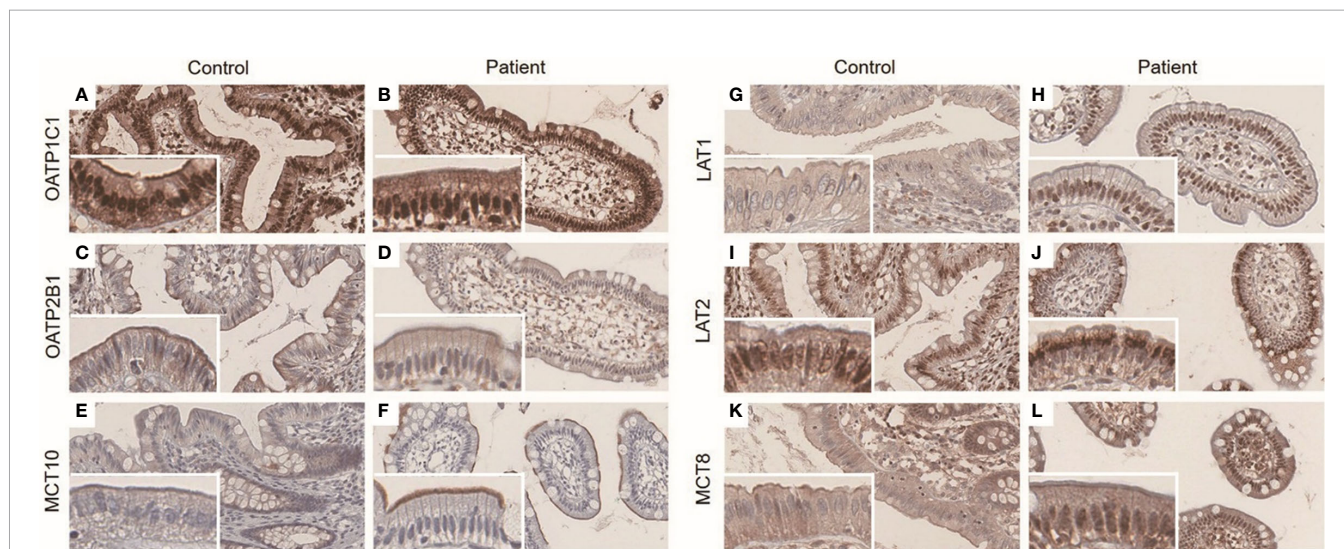 Control Patient Control Patient
A B G H
OATP1C1 LAT1
C D I J
OATP2B1 LAT2
E F K L
MCT10 MCT8